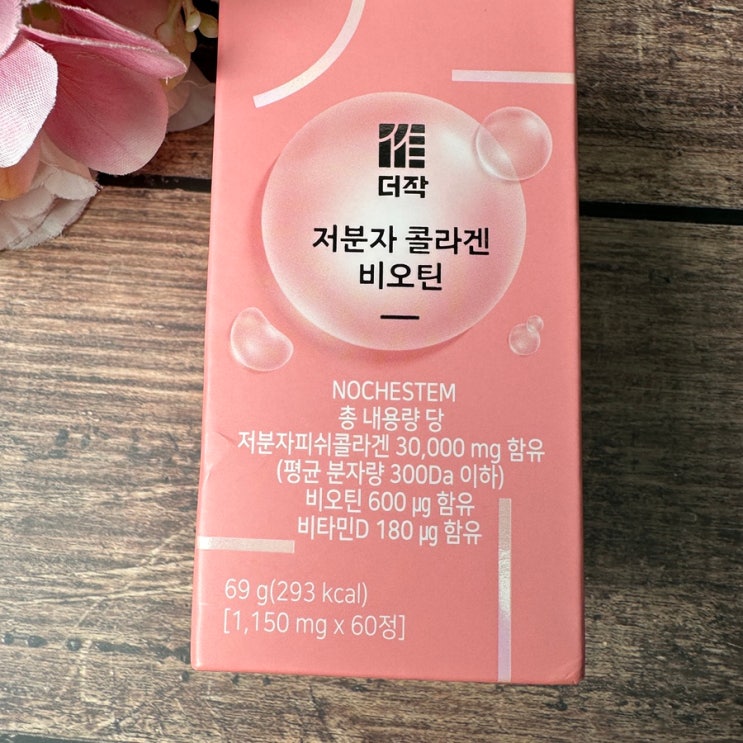 더작
저분자 콜라겐
비오틴
NOCHESTEM
총 내용량 당
저분자피쉬콜라겐 30,000 mg 함유
(평균 분자량 300Da 이하)
비오틴 600 μg 함유
비타민D 180 μg 함유
69 g(293 kcal)
[1,150 mg x 60정]